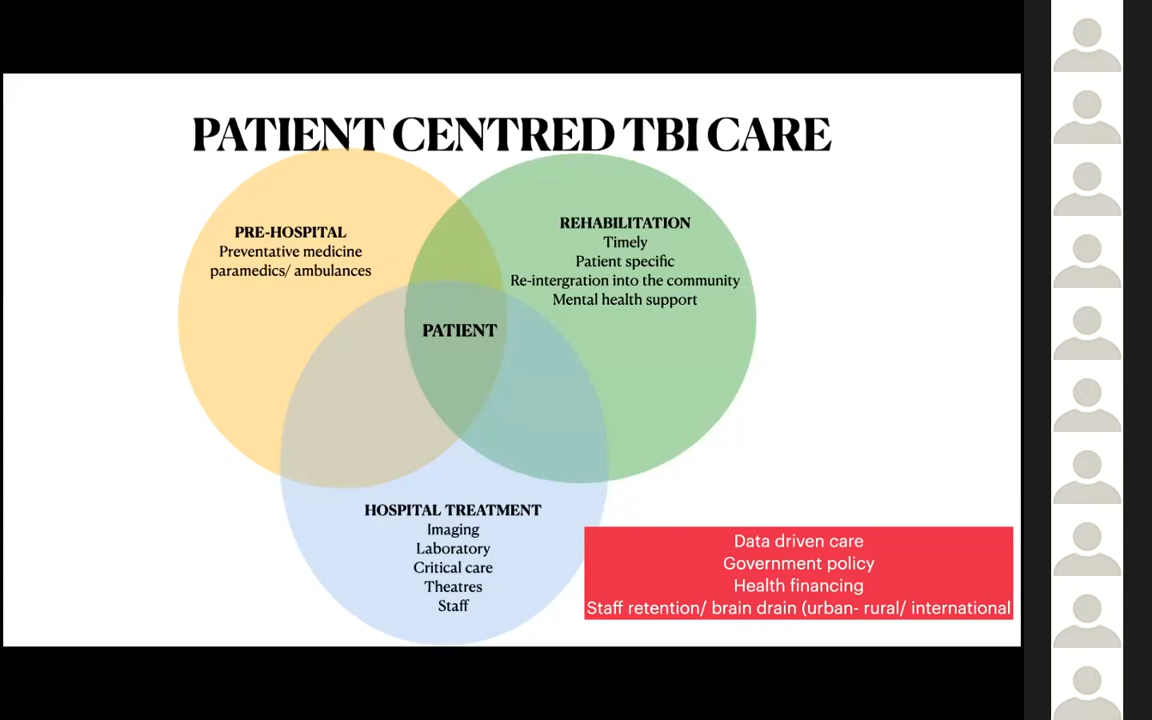 PATIENT CENTRED TBI CARE
PRE-HOSPITAL
Preventative medicine
paramedics/ ambulances
REHABILITATION
Timely
Patient specific
Re-intergration into the community
Mental health support
PATIENT
HOSPITAL TREATMENT
Imaging
Laboratory
Critical care
Theatres
Staff
Data driven care
Government policy
Health financing
Staff retention/ brain drain (urban- rural/ international